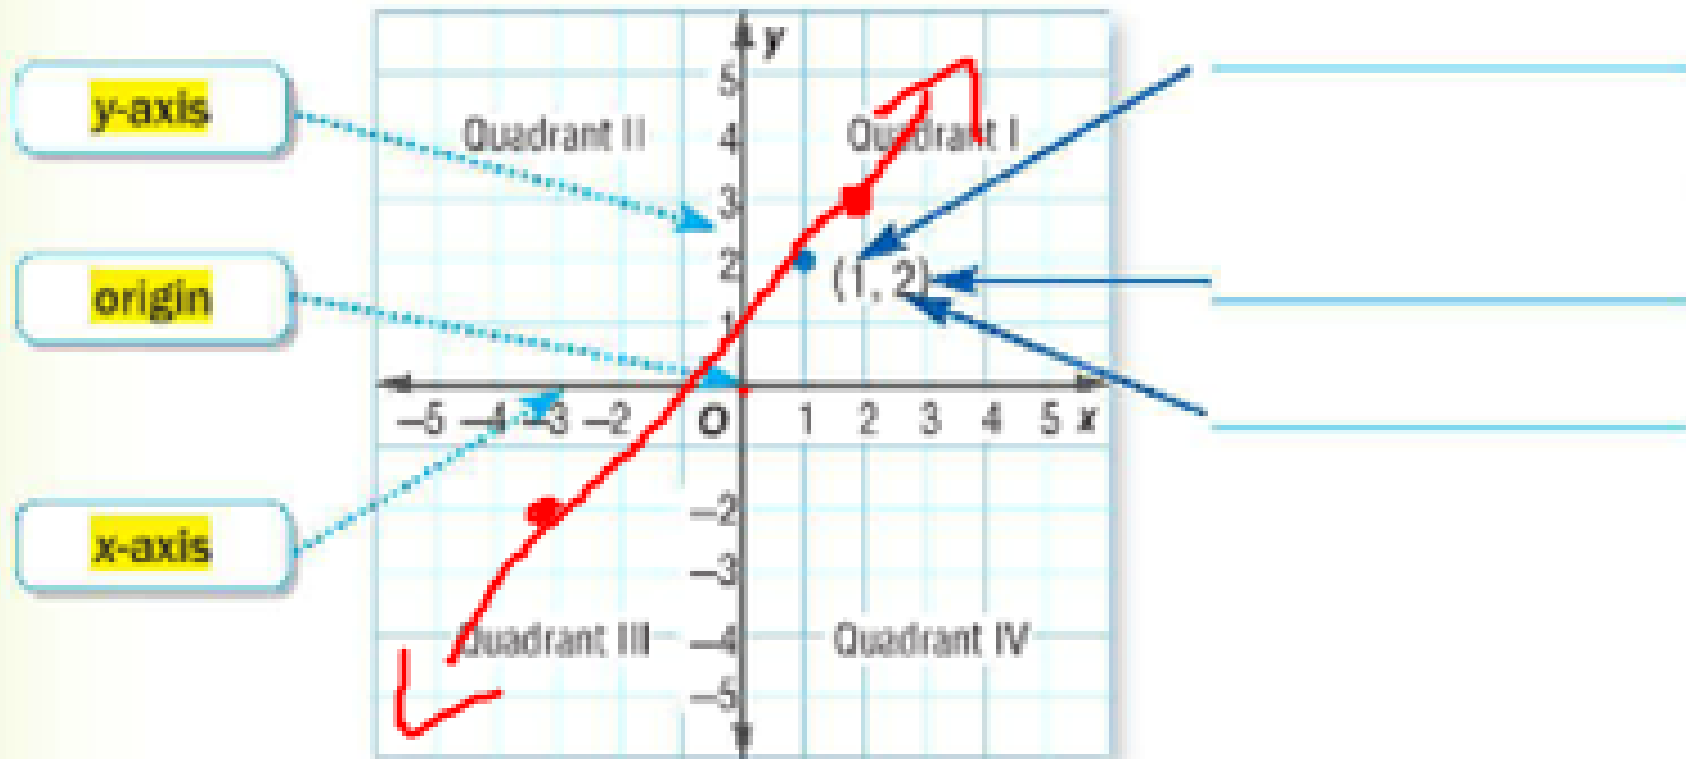 y
5
y-axis
Quadrant II
4
Quadrant I
3
2
(1, 2)
origin
1
−5 −4 −3 −2 O 1 2 3 4 5 x
−2
x-axis
−3
Quadrant III
−4
Quadrant IV
−5